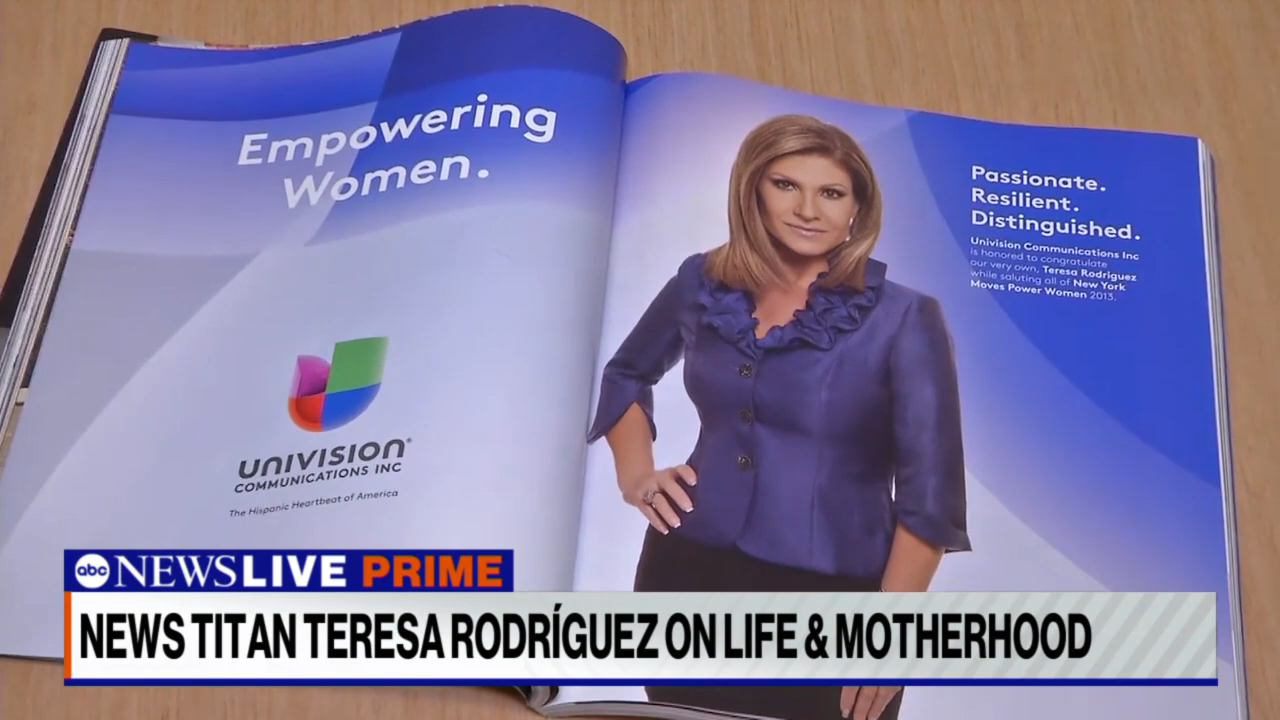 Empowering
Women.
UNIVISION
COMMUNICATIONS INC
The Hispanic Heartbeat of America
Passionate.
Resilient.
Distinguished.
Univision Communications Inc
is honored to congratulate
our very own, Teresa Rodriguez
while saluting all of New York
Moves Power Women 2013.
abc NEWS LIVE PRIME
NEWS TITAN TERESA RODRÍGUEZ ON LIFE & MOTHERHOOD